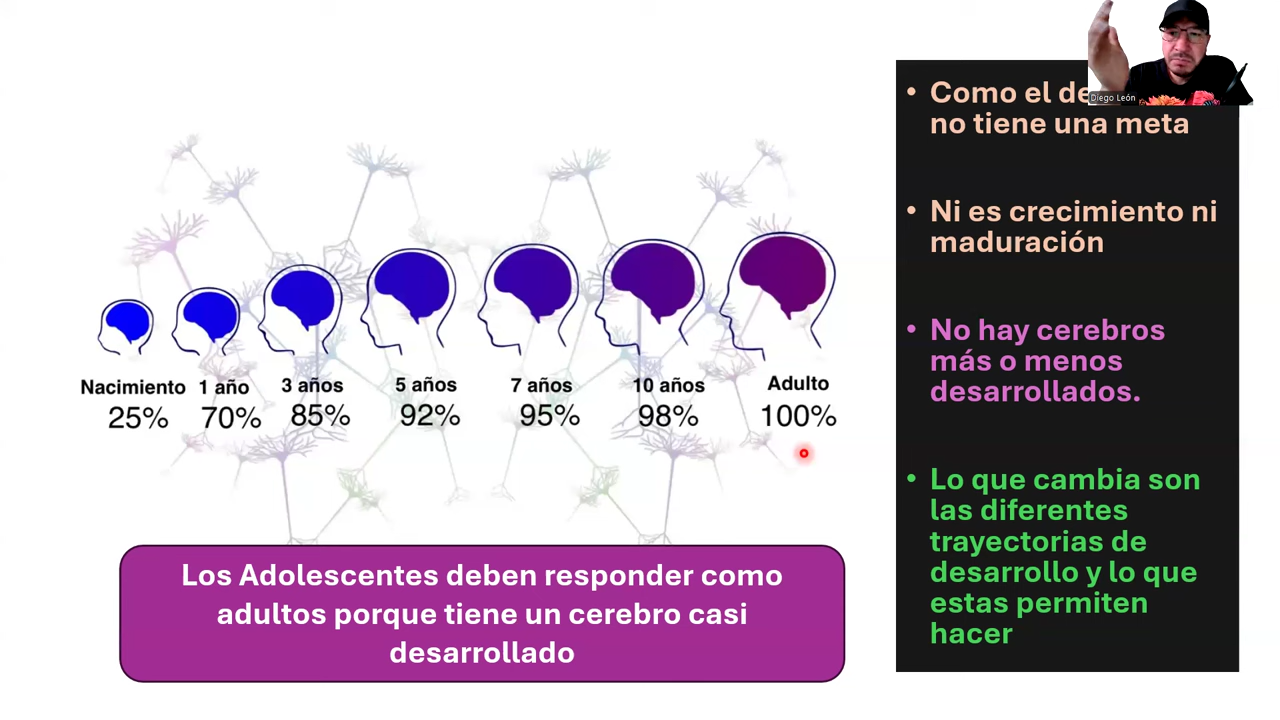 Nacimiento 1 año 3 años 5 años 7 años 10 años Adulto
25% 70% 85% 92% 95% 98% 100%
Los Adolescentes deben responder como
adultos porque tiene un cerebro casi
desarrollado
Diego León
• Como el
no tiene una meta
• Ni es crecimiento ni
maduración
• No hay cerebros
más o menos
desarrollados.
• Lo que cambia son
las diferentes
trayectorias de
desarrollo y lo que
estas permiten
hacer